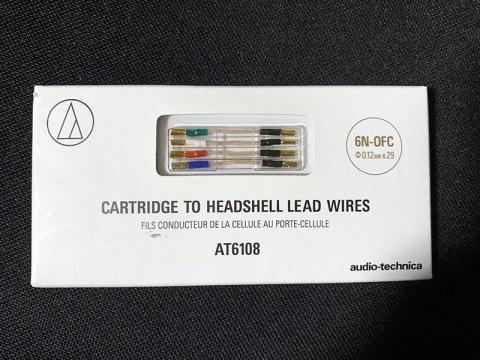 6N-OFC
Φ0.12mm x 29
CARTRIDGE TO HEADSHELL LEAD WIRES
FILS CONDUCTEUR DE LA CELLULE AU PORTE-CELLULE
AT6108
audio-technica